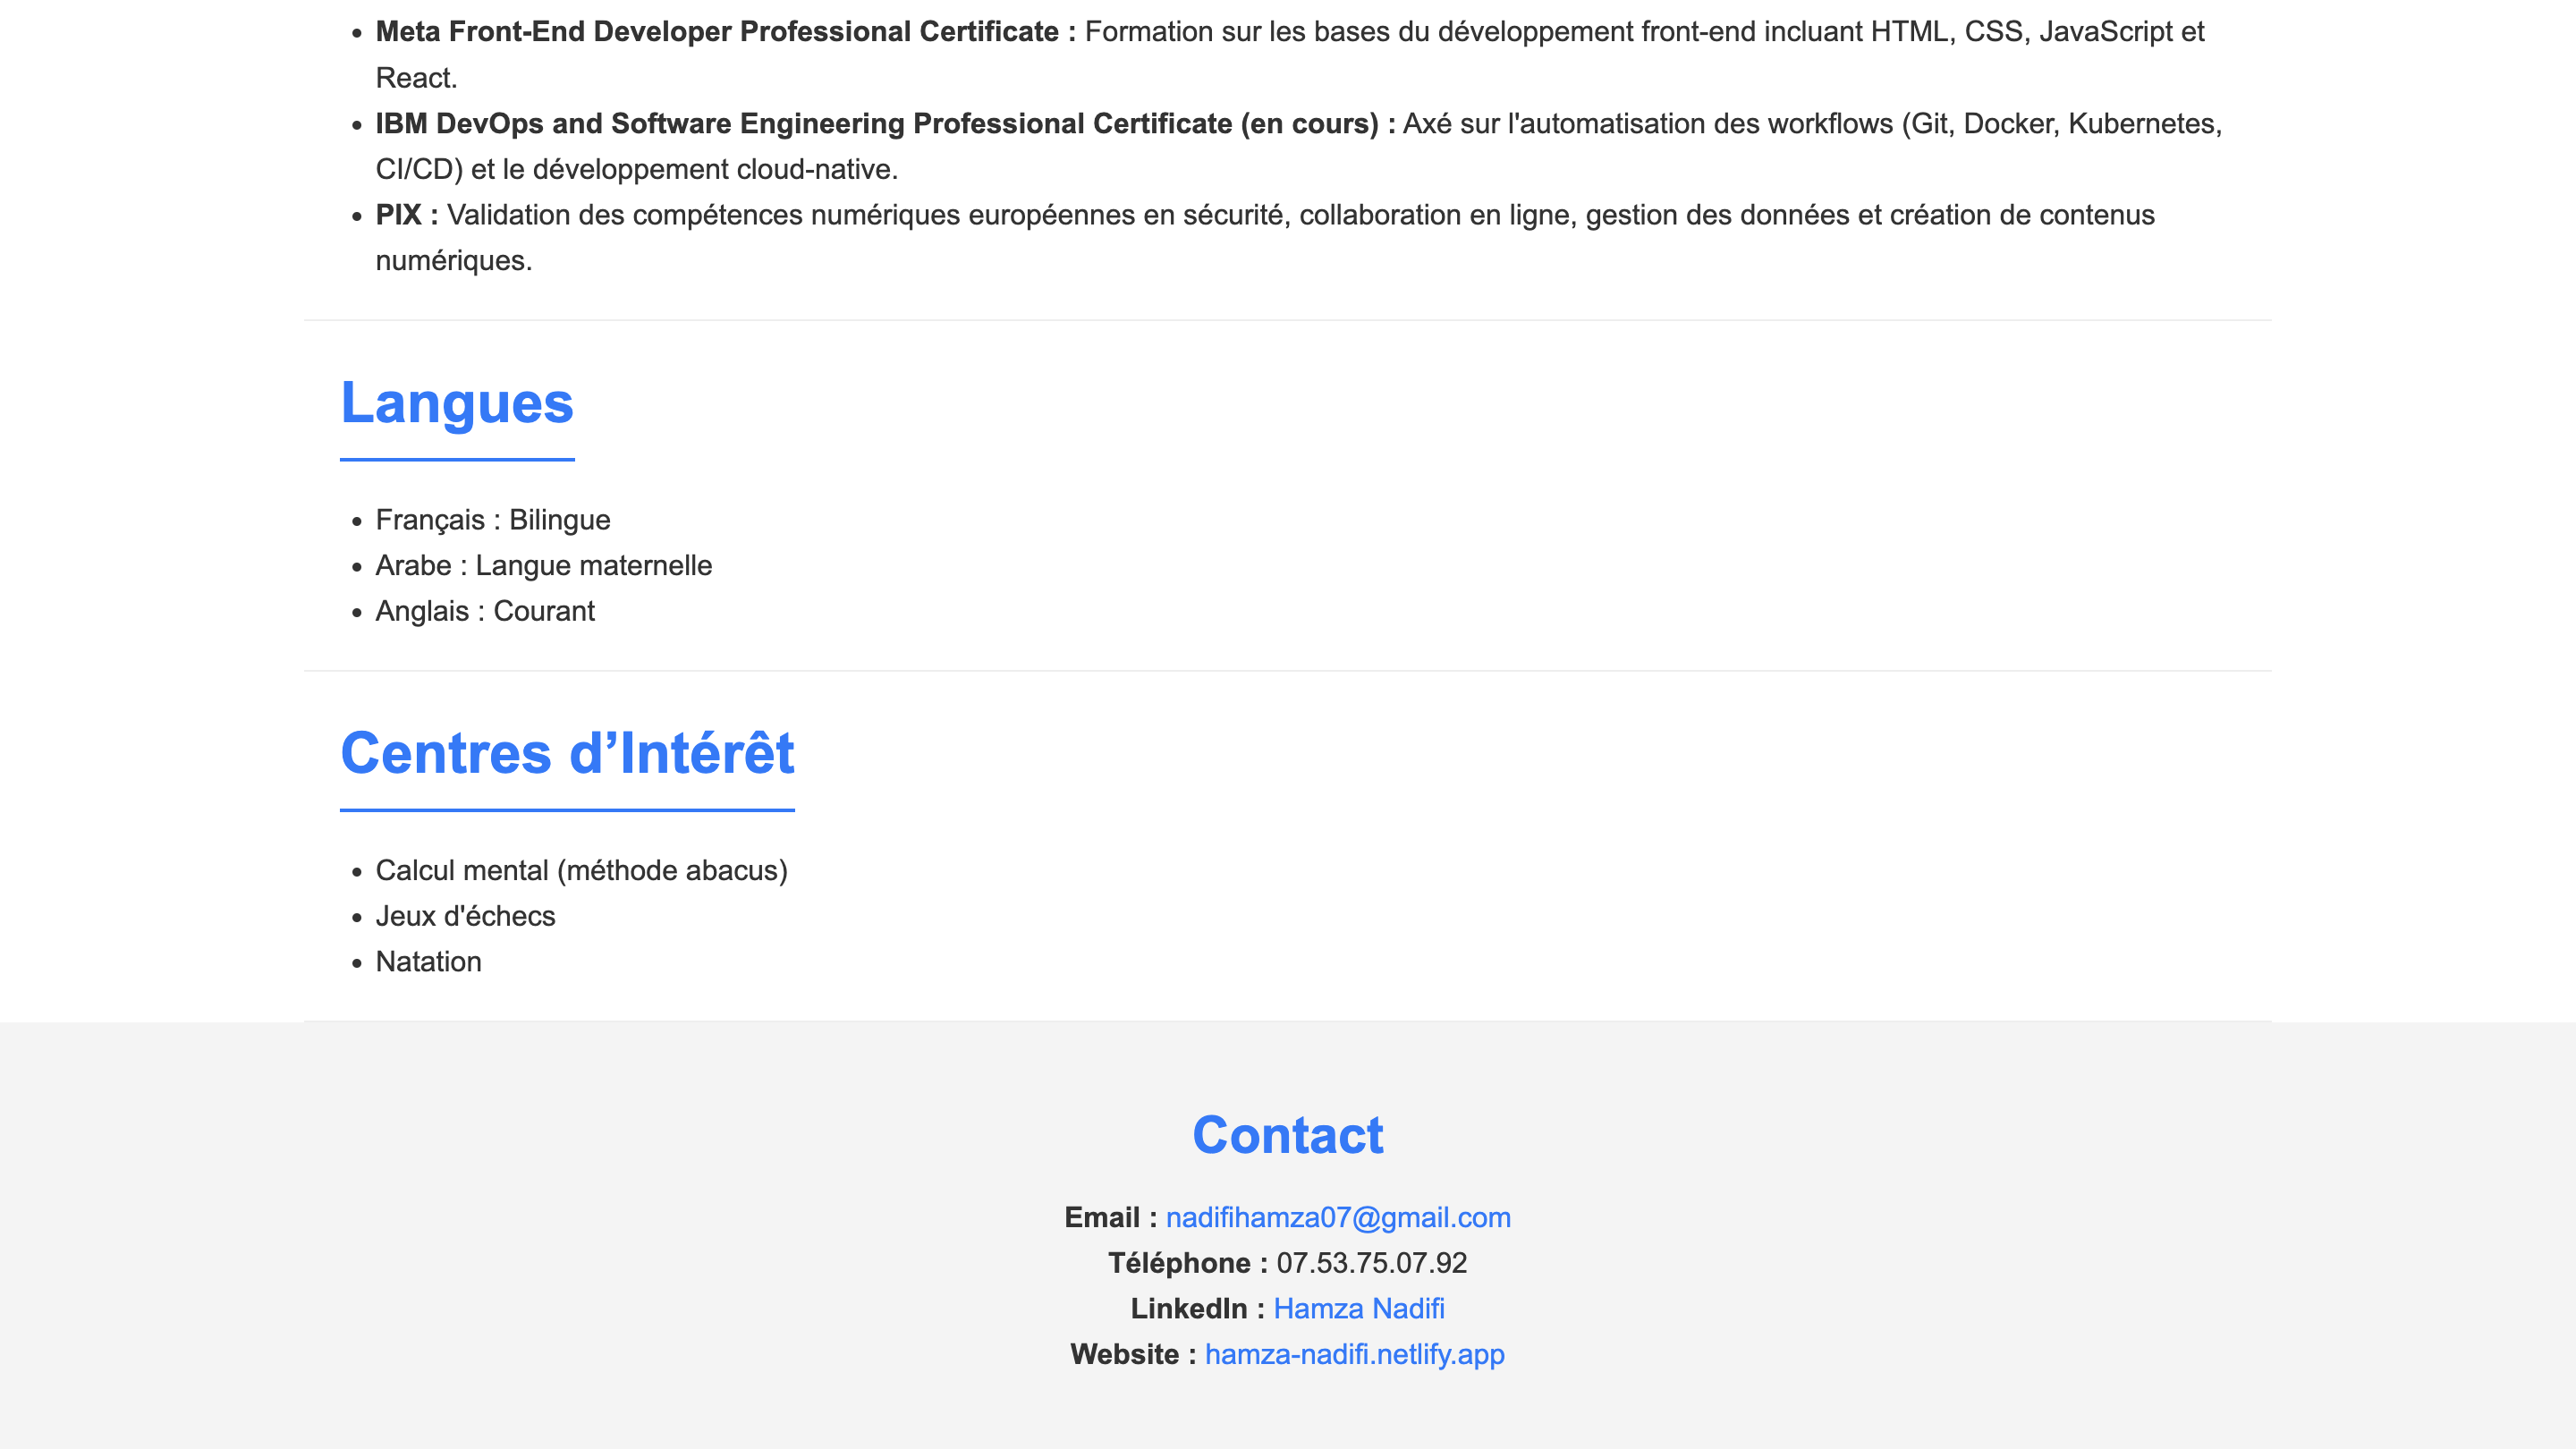 Meta Front-End Developer Professional Certificate : Formation sur les bases du développement front-end incluant HTML, CSS, JavaScript et
React.
IBM DevOps and Software Engineering Professional Certificate (en cours) : Axé sur l'automatisation des workflows (Git, Docker, Kubernetes,
CI/CD) et le développement cloud-native.
PIX : Validation des compétences numériques européennes en sécurité, collaboration en ligne, gestion des données et création de contenus
numériques.
Langues
Français : Bilingue
Arabe : Langue maternelle
Anglais : Courant
Centres d’Intérêt
Calcul mental (méthode abacus)
Jeux d'échecs
Natation
Contact
Email : nadifihamza07@gmail.com
Téléphone : 07.53.75.07.92
LinkedIn : Hamza Nadifi
Website : hamza-nadifi.netlify.app